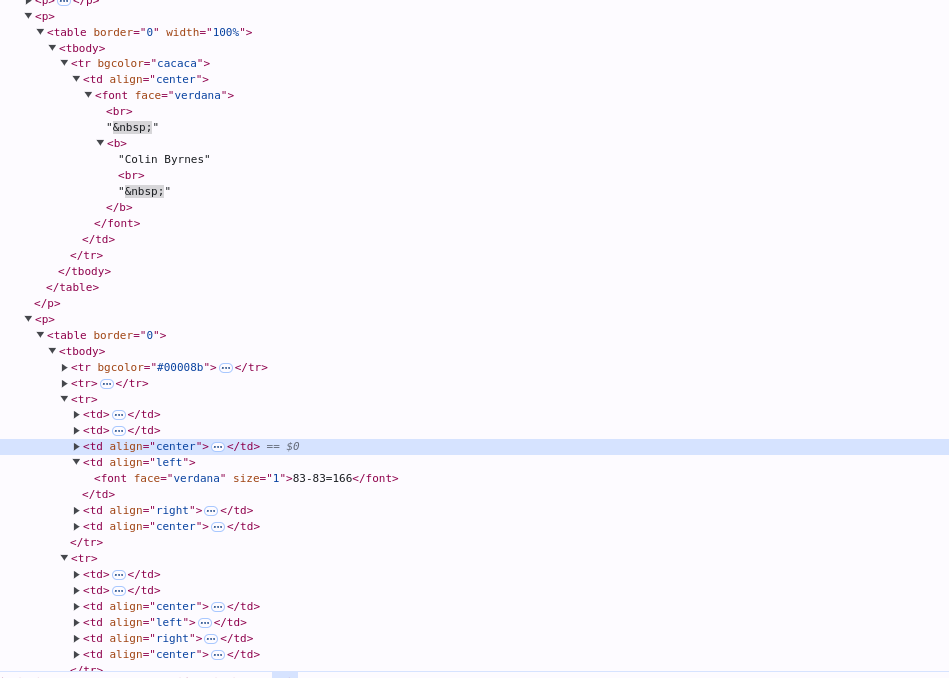 <p>…</p>
<p>
<table border="0" width="100%">
<tbody>
<tr bgcolor="cacaca">
<td align="center">
<font face="verdana">
<br>
"&nbsp;"
<b>
"Colin Byrnes"
<br>
"&nbsp;"
</b>
</font>
</td>
</tr>
</tbody>
</table>
</p>
<p>
<table border="0">
<tbody>
<tr bgcolor="#00008b">…</tr>
<tr>…</tr>
<tr>
<td>…</td>
<td>…</td>
<td align="center">…</td> == $0
<td align="left">
<font face="verdana" size="1">83-83=166</font>
</td>
<td align="right">…</td>
<td align="center">…</td>
</tr>
<tr>
<td>…</td>
<td>…</td>
<td align="center">…</td>
<td align="left">…</td>
<td align="right">…</td>
<td align="center">…</td>
</tr>